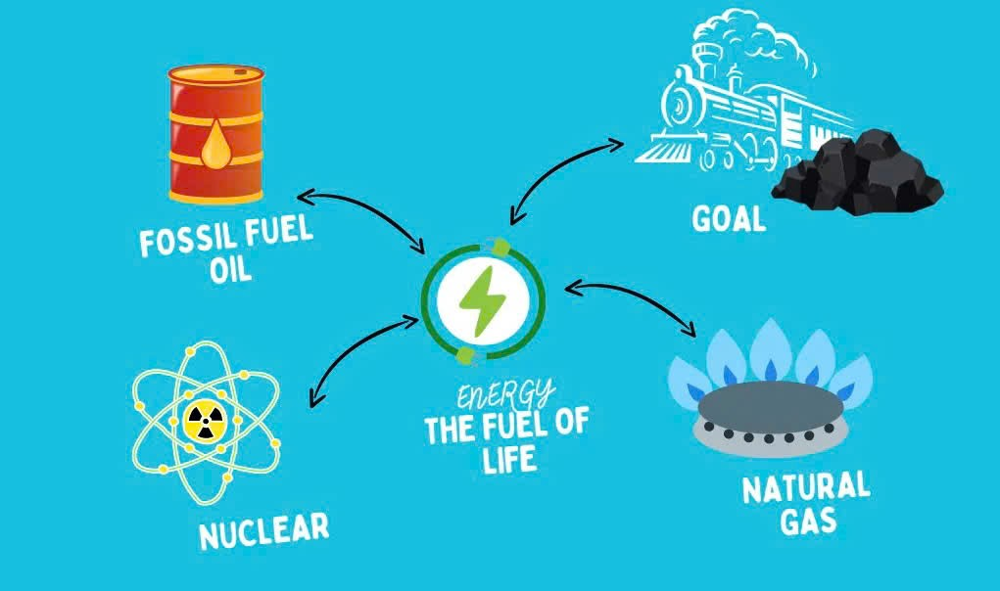 FOSSIL FUEL
OIL
GOAL
ENERGY
THE FUEL OF
LIFE
NUCLEAR
NATURAL
GAS